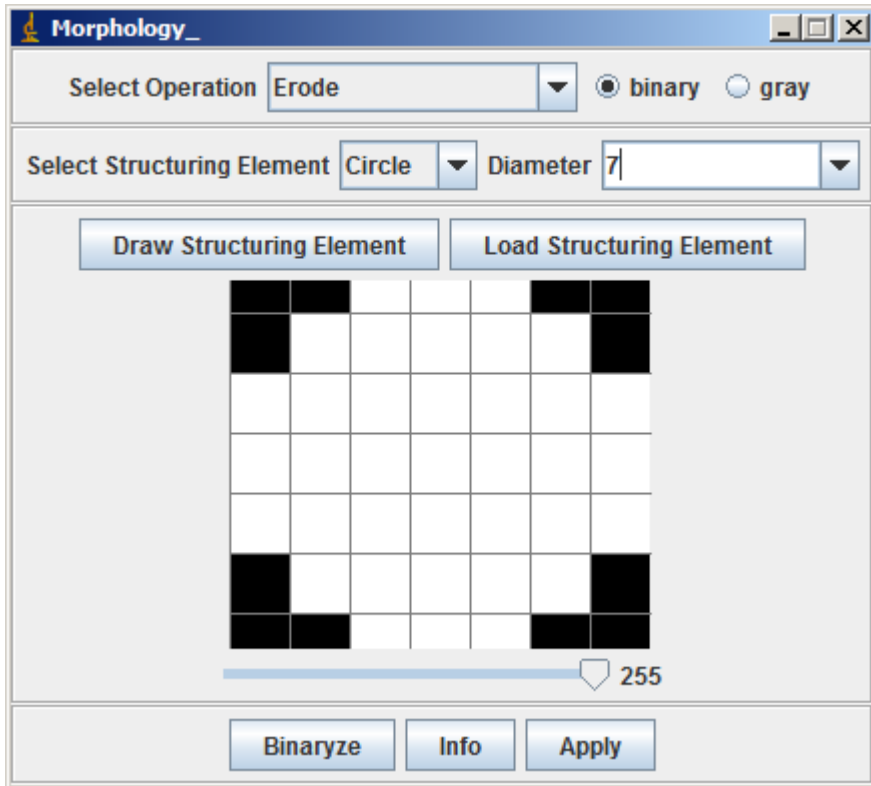 Morphology_
Select Operation Erode binary gray
Select Structuring Element Circle Diameter 7
Draw Structuring Element Load Structuring Element
255
Binaryze Info Apply